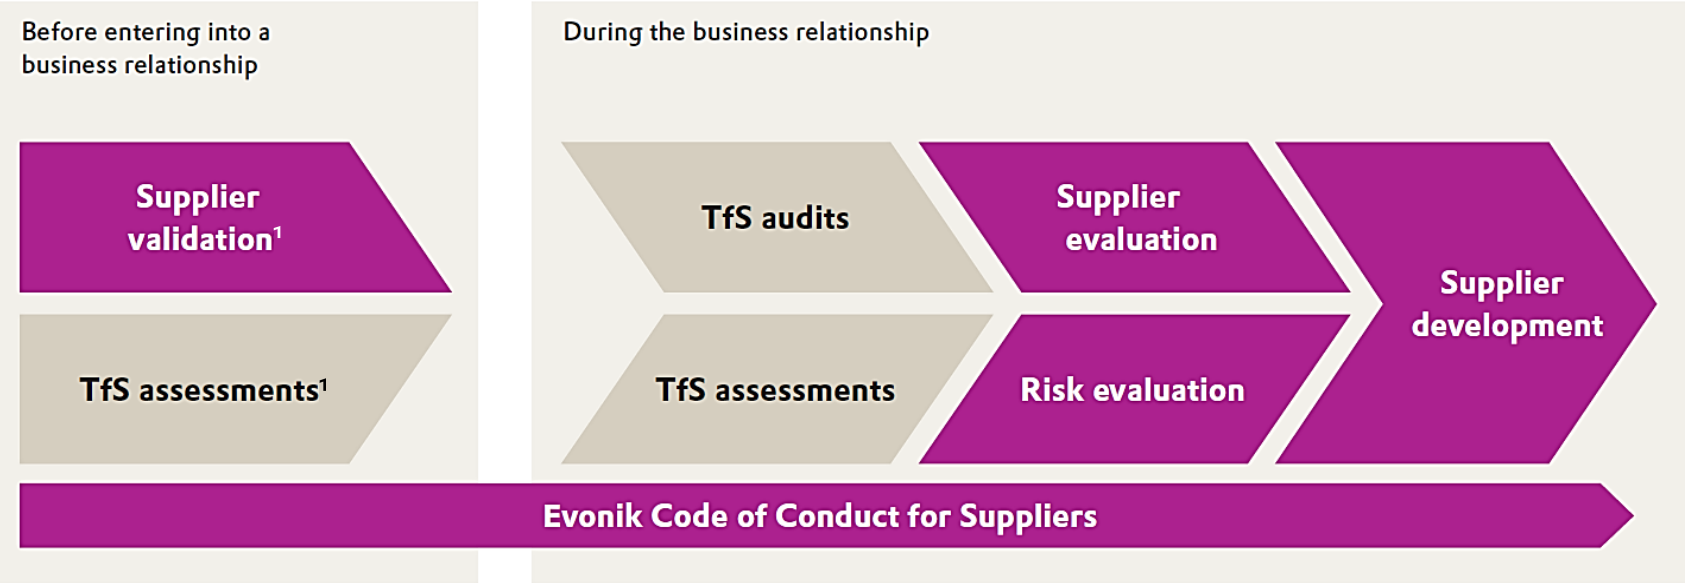 Before entering into a
business relationship
During the business relationship
Supplier
validation¹
TfS assessments¹
TfS audits
TfS assessments
Supplier
evaluation
Risk evaluation
Supplier
development
Evonik Code of Conduct for Suppliers